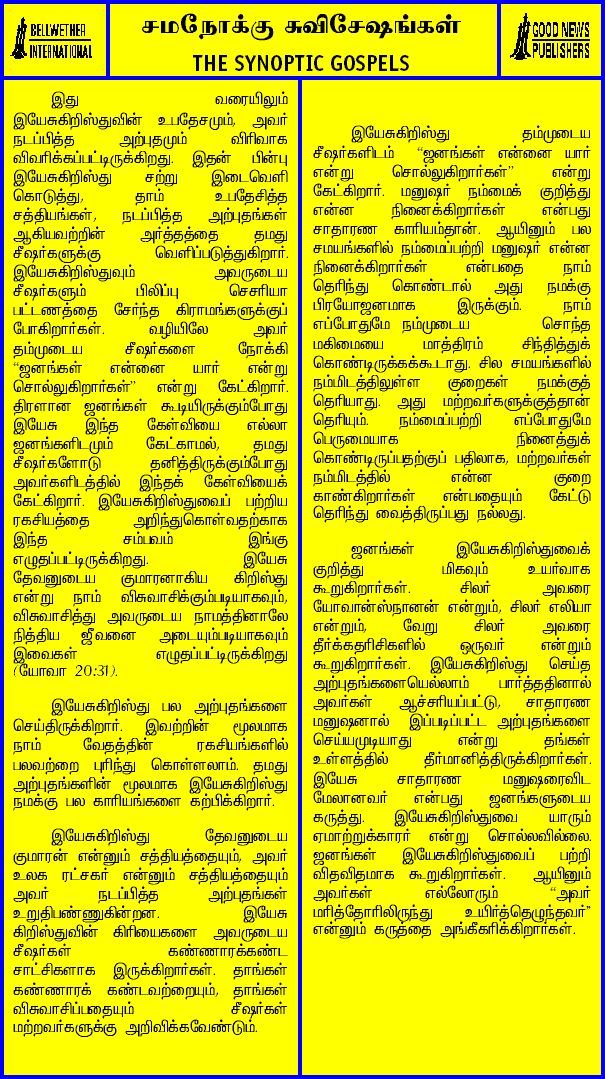 BELLWETHER
INTERNATIONAL
சமநோக்கு சுவிசேஷங்கள்
THE SYNOPTIC GOSPELS
GOOD NEWS
PUBLISHERS
இது வரையிலும்
இயேசுகிறிஸ்துவின் உபதேசமும், அவர்
நடப்பித்த அற்புதமும் விரிவாக
விவரிக்கப்பட்டிருக்கிறது. இதன் பின்பு
இயேசுகிறிஸ்து சற்று இடைவெளி
கொடுத்து, தாம் உபதேசித்த
சத்தியங்கள், நடப்பித்த அற்புதங்கள்
ஆகியவற்றின் அர்த்தத்தை தமது
சீஷர்களுக்கு வெளிப்படுத்துகிறார்.
இயேசுகிறிஸ்துவும் அவருடைய
சீஷர்களும் பிலிப்பு செசரியா
பட்டணத்தை சேர்ந்த கிராமங்களுக்குப்
போகிறார்கள். வழியிலே அவர்
தம்முடைய சீஷர்களை நோக்கி
“ஜனங்கள் என்னை யார் என்று
சொல்லுகிறார்கள்” என்று கேட்கிறார்.
திரளான ஜனங்கள் கூடியிருக்கும்போது
இயேசு இந்த கேள்வியை எல்லா
ஜனங்களிடமும் கேட்காமல், தமது
சீஷர்களோடு தனித்திருக்கும்போது
அவர்களிடத்தில் இந்தக் கேள்வியைக்
கேட்கிறார். இயேசுகிறிஸ்துவைப் பற்றிய
ரகசியத்தை அறிந்துகொள்வதற்காக
இந்த சம்பவம் இங்கு
எழுதப்பட்டிருக்கிறது. இயேசு
தேவனுடைய குமாரனாகிய கிறிஸ்து
என்று நாம் விசுவாசிக்கும்படியாகவும்,
விசுவாசித்து அவருடைய நாமத்தினாலே
நித்திய ஜீவனை அடையும்படியாகவும்
இவைகள் எழுதப்பட்டிருக்கிறது
(யோவா 20:31).
இயேசுகிறிஸ்து பல அற்புதங்களை
செய்திருக்கிறார். இவற்றின் மூலமாக
நாம் வேதத்தின் ரகசியங்களில்
பலவற்றை புரிந்து கொள்ளலாம். தமது
அற்புதங்களின் மூலமாக இயேசுகிறிஸ்து
நமக்கு பல காரியங்களை கற்பிக்கிறார்.
இயேசுகிறிஸ்து தேவனுடைய
குமாரன் என்னும் சத்தியத்தையும், அவர்
உலக ரட்சகர் என்னும் சத்தியத்தையும்
அவர் நடப்பித்த அற்புதங்கள்
உறுதிபண்ணுகின்றன. இயேசு
கிறிஸ்துவின் கிரியைகளை அவருடைய
சீஷர்கள் கண்ணாரக்கண்ட
சாட்சிகளாக இருக்கிறார்கள். தாங்கள்
கண்ணாரக் கண்டவற்றையும், தாங்கள்
விசுவாசிப்பதையும் சீஷர்கள்
மற்றவர்களுக்கு அறிவிக்கவேண்டும்.
இயேசுகிறிஸ்து தம்முடைய
சீஷர்களிடம் “ஜனங்கள் என்னை யார்
என்று சொல்லுகிறார்கள்” என்று
கேட்கிறார். மனுஷர் நம்மைக் குறித்து
என்ன நினைக்கிறார்கள் என்பது
சாதாரண காரியம்தான். ஆயினும் பல
சமயங்களில் நம்மைப்பற்றி மனுஷர் என்ன
நினைக்கிறார்கள் என்பதை நாம்
தெரிந்து கொண்டால் அது நமக்கு
பிரயோஜனமாக இருக்கும். நாம்
எப்போதுமே நம்முடைய சொந்த
மகிமையை மாத்திரம் சிந்தித்துக்
கொண்டிருக்கக்கூடாது. சில சமயங்களில்
நம்மிடத்திலுள்ள குறைகள் நமக்குத்
தெரியாது. அது மற்றவர்களுக்குத்தான்
தெரியும். நம்மைப்பற்றி எப்போதுமே
பெருமையாக நினைத்துக்
கொண்டிருப்பதற்குப் பதிலாக, மற்றவர்கள்
நம்மிடத்தில் என்ன குறை
காண்கிறார்கள் என்பதையும் கேட்டு
தெரிந்து வைத்திருப்பது நல்லது.
ஜனங்கள் இயேசுகிறிஸ்துவைக்
குறித்து மிகவும் உயர்வாக
கூறுகிறார்கள். சிலர் அவரை
யோவான்ஸ்நானன் என்றும், சிலர் எலியா
என்றும், வேறு சிலர் அவரை
தீர்க்கதரிசிகளில் ஒருவர் என்றும்
கூறுகிறார்கள். இயேசுகிறிஸ்து செய்த
அற்புதங்களையெல்லாம் பார்த்ததினால்
அவர்கள் ஆச்சரியப்பட்டு, சாதாரண
மனுஷனால் இப்படிப்பட்ட அற்புதங்களை
செய்யமுடியாது என்று தங்கள்
உள்ளத்தில் தீர்மானித்திருக்கிறார்கள்.
இயேசு சாதாரண மனுஷரைவிட
மேலானவர் என்பது ஜனங்களுடைய
கருத்து. இயேசுகிறிஸ்துவை யாரும்
ஏமாற்றுக்காரர் என்று சொல்லவில்லை.
ஜனங்கள் இயேசுகிறிஸ்துவைப் பற்றி
விதவிதமாக கூறுகிறார்கள். ஆயினும்
அவர்கள் எல்லோரும் “அவர்
மரித்தோரிலிருந்து உயிர்த்தெழுந்தவர்”
என்னும் கருத்தை அங்கீகரிக்கிறார்கள்.